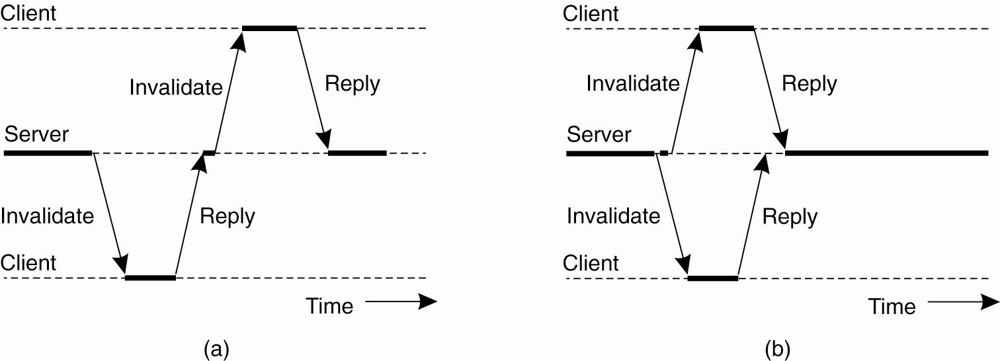 Client
Invalidate
Reply
Server
Invalidate
Reply
Client
Time
(a)
Client
Invalidate
Reply
Server
Invalidate
Reply
Client
Time
(b)